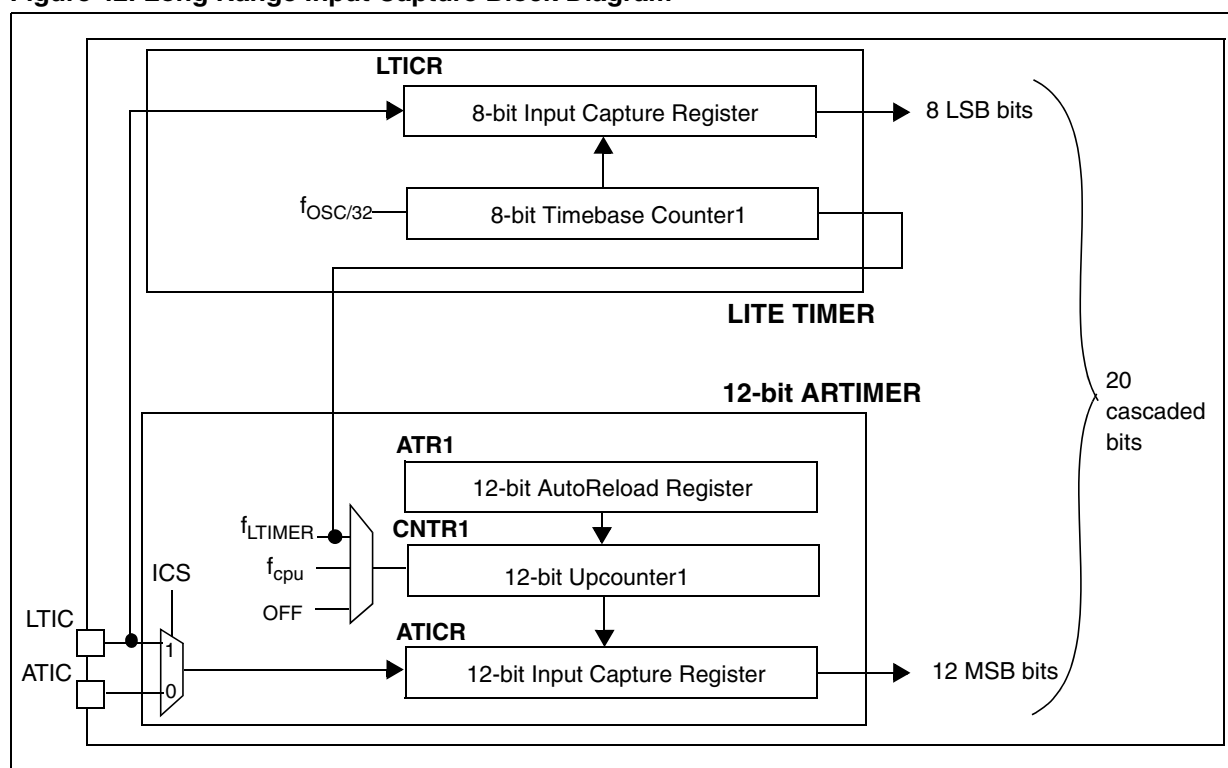 Figure 42. Long Range Input Capture Block Diagram
LTICR
8-bit Input Capture Register
8 LSB bits
fOSC/32
8-bit Timebase Counter1
LITE TIMER
12-bit ARTIMER
20
cascaded
bits
ATR1
12-bit AutoReload Register
fLTIMER
CNTR1
fcpu
12-bit Upcounter1
ICS
OFF
LTIC
ATICR
1
12-bit Input Capture Register
12 MSB bits
ATIC
0